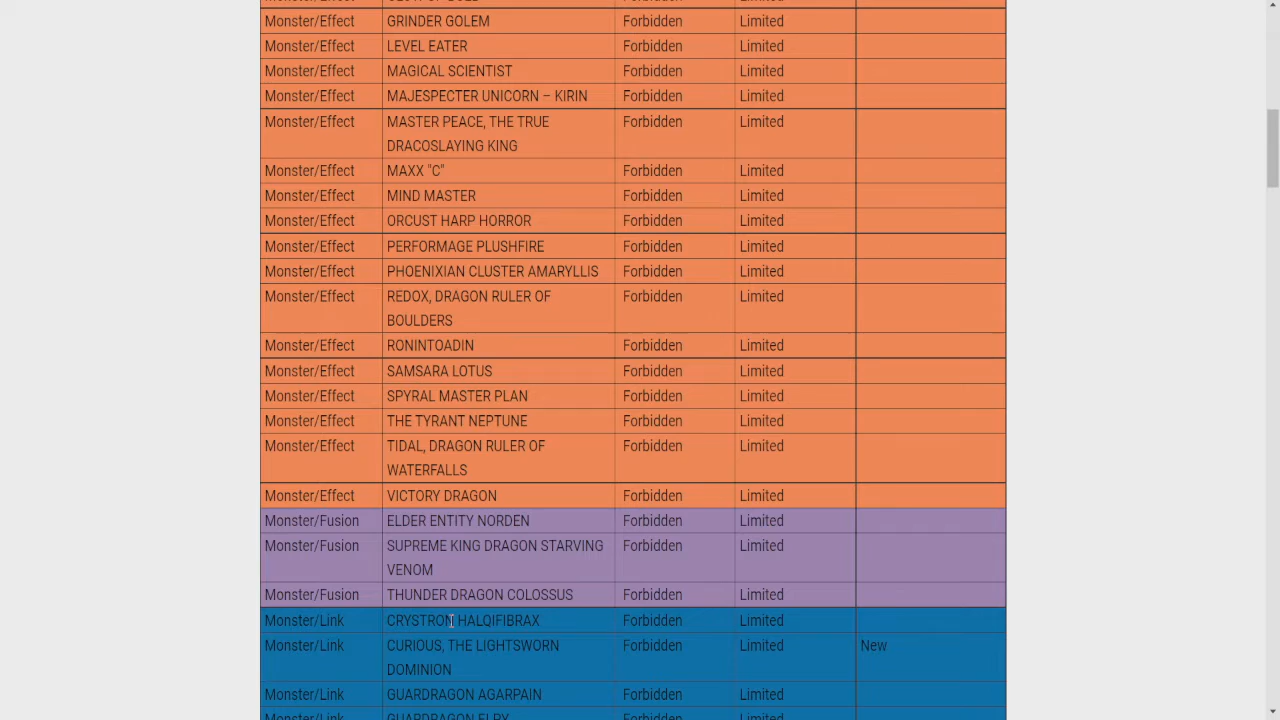 Monster/Effect GRINDER GOLEM Forbidden Limited
Monster/Effect LEVEL EATER Forbidden Limited
Monster/Effect MAGICAL SCIENTIST Forbidden Limited
Monster/Effect MAJESPECTER UNICORN – KIRIN Forbidden Limited
Monster/Effect MASTER PEACE, THE TRUE Forbidden Limited
DRACOSLAYING KING
Monster/Effect MAXX "C" Forbidden Limited
Monster/Effect MIND MASTER Forbidden Limited
Monster/Effect ORCUST HARP HORROR Forbidden Limited
Monster/Effect PERFORMAGE PLUSHFIRE Forbidden Limited
Monster/Effect PHOENIXIAN CLUSTER AMARYLLIS Forbidden Limited
Monster/Effect REDOX, DRAGON RULER OF Forbidden Limited
BOULDERS
Monster/Effect RONINTOADIN Forbidden Limited
Monster/Effect SAMSARA LOTUS Forbidden Limited
Monster/Effect SPYRAL MASTER PLAN Forbidden Limited
Monster/Effect THE TYRANT NEPTUNE Forbidden Limited
Monster/Effect TIDAL, DRAGON RULER OF Forbidden Limited
WATERFALLS
Monster/Effect VICTORY DRAGON Forbidden Limited
Monster/Fusion ELDER ENTITY NORDEN Forbidden Limited
Monster/Fusion SUPREME KING DRAGON STARVING Forbidden Limited
VENOM
Monster/Fusion THUNDER DRAGON COLOSSUS Forbidden Limited
Monster/Link CRYSTRON HALQIFIBRAX Forbidden Limited
Monster/Link CURIOUS, THE LIGHTSWORN Forbidden Limited New
DOMINION
Monster/Link GUARDRAGON AGARPAIN Forbidden Limited
Monster/Link GUARDRAGON ELPY Forbidden Limited